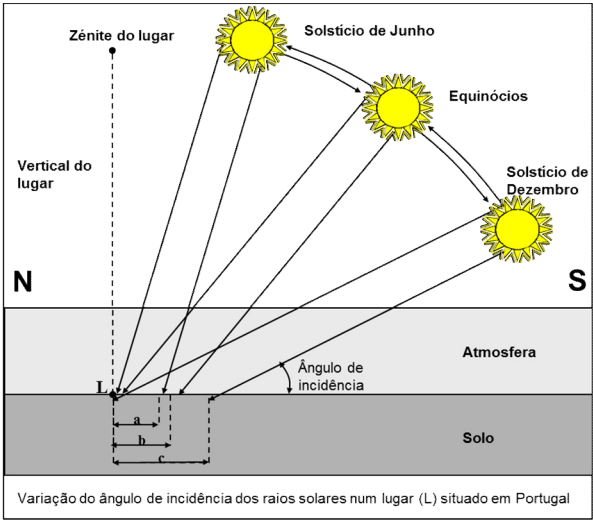 Zénite do lugar
Solstício de Junho
Equinócios
Vertical do
lugar
Solstício de
Dezembro
N
S
Atmosfera
Ângulo de
incidência
L
a
b
c
Solo
Variação do ângulo de incidência dos raios solares num lugar (L) situado em Portugal